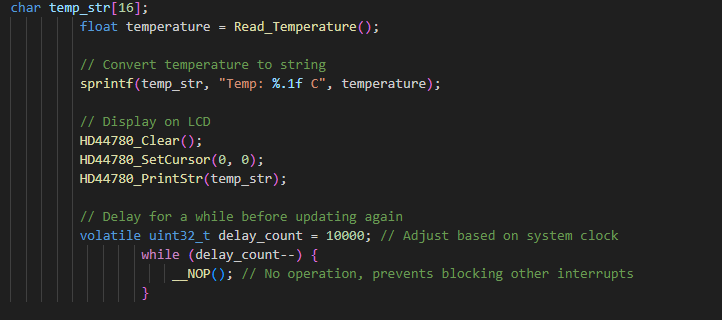 char temp_str[16];
float temperature = Read_Temperature();
// Convert temperature to string
sprintf(temp_str, "Temp: %.1f C", temperature);
// Display on LCD
HD44780_Clear();
HD44780_SetCursor(0, 0);
HD44780_PrintStr(temp_str);
// Delay for a while before updating again
volatile uint32_t delay_count = 10000; // Adjust based on system clock
while (delay_count--) {
__NOP(); // No operation, prevents blocking other interrupts
}